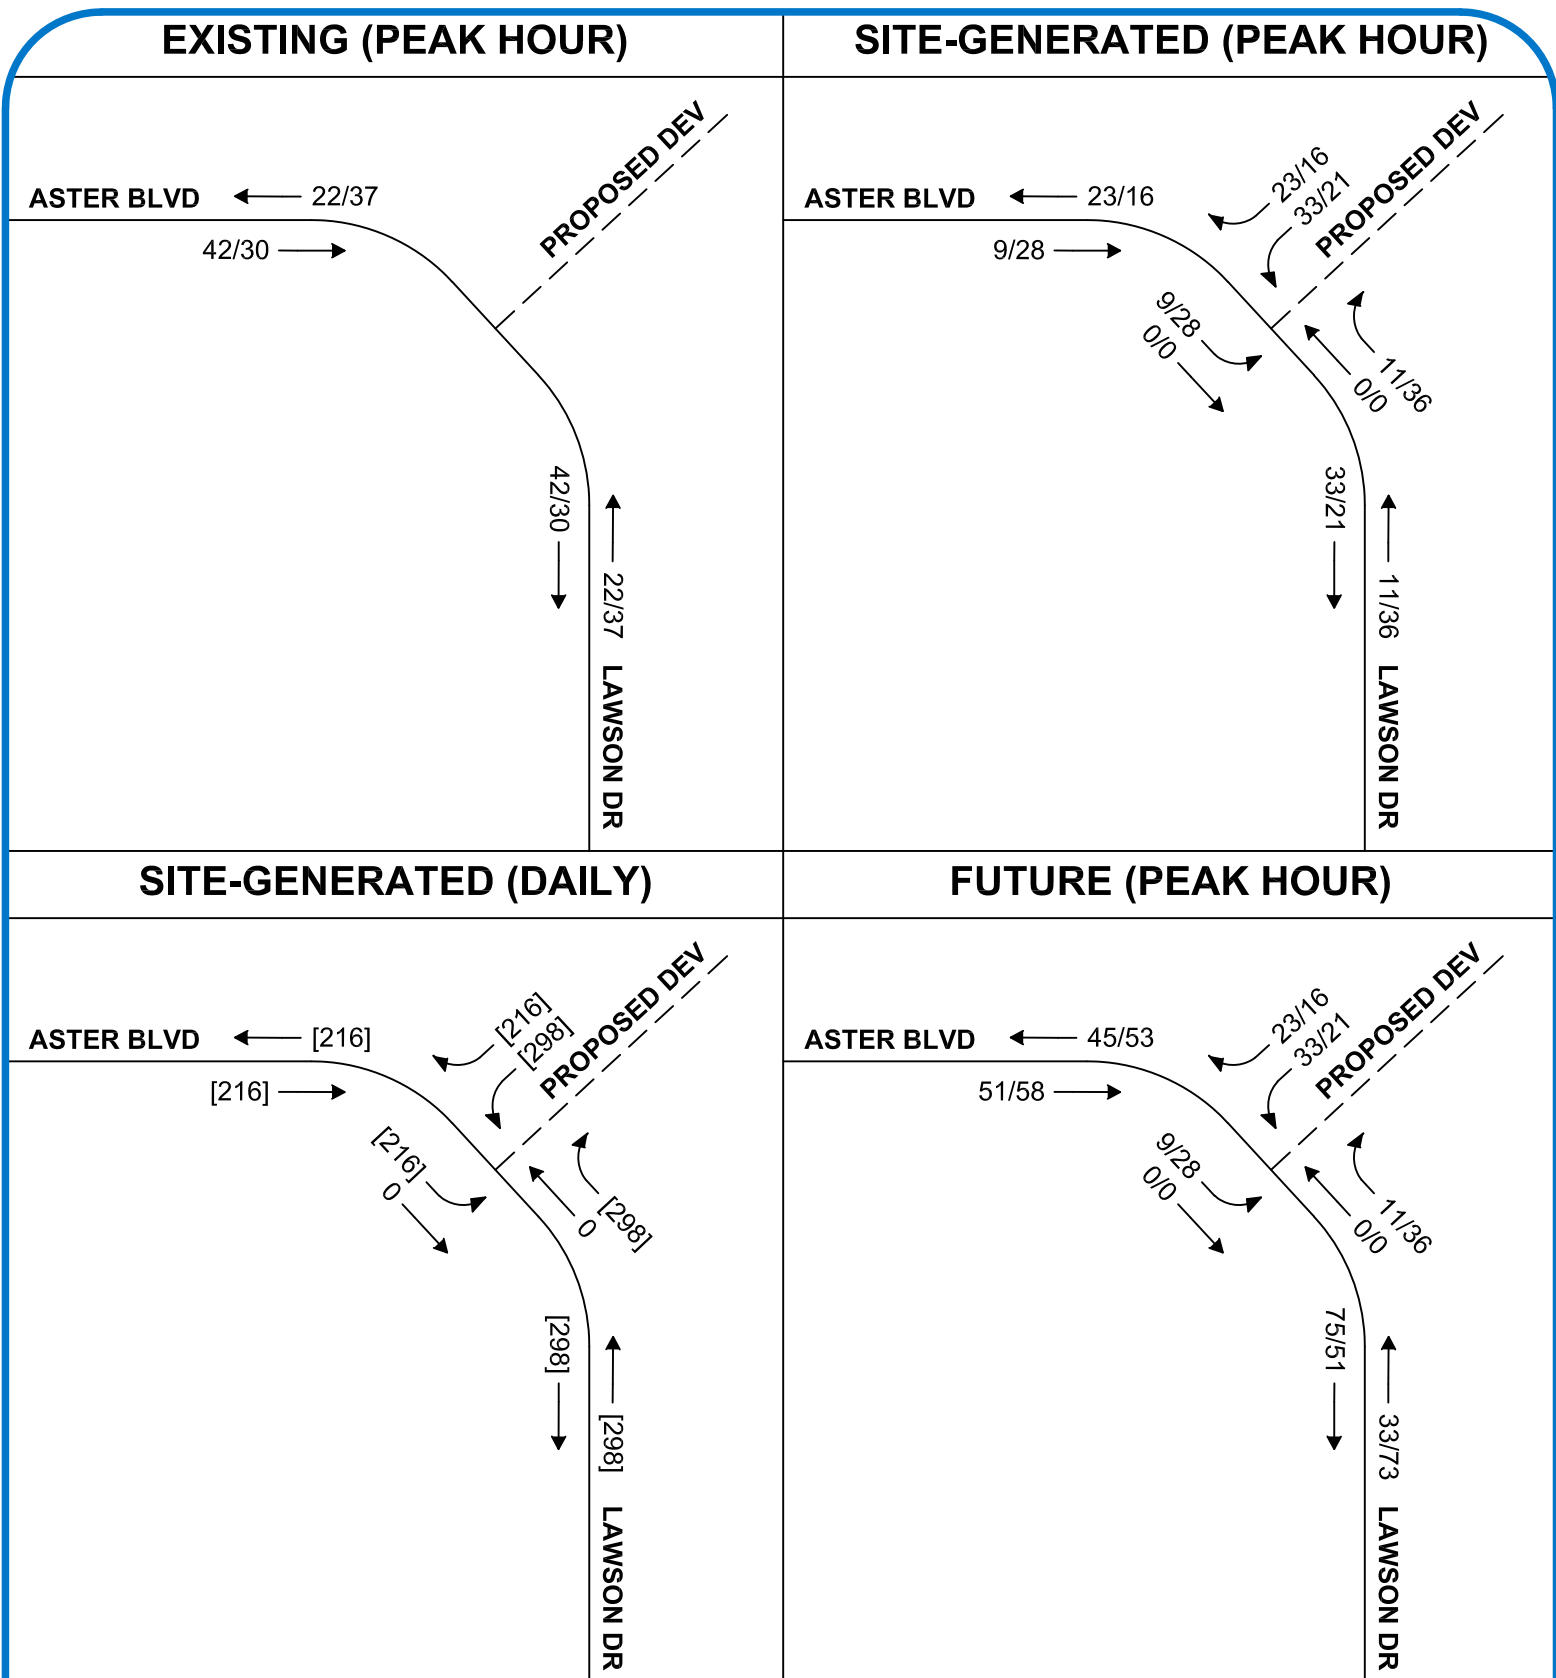 EXISTING (PEAK HOUR)
ASTER BLVD
22/37
42/30
PROPOSED DEV
42/30
22/37
LAWSON DR
SITE-GENERATED (PEAK HOUR)
ASTER BLVD
23/16
9/28
23/16
33/21
PROPOSED DEV
9/28
0/0
11/36
0/0
33/21
11/36
LAWSON DR
SITE-GENERATED (DAILY)
ASTER BLVD
[216]
[216]
[216]
[298]
PROPOSED DEV
[216]
0
[298]
0
[298]
[298]
LAWSON DR
FUTURE (PEAK HOUR)
ASTER BLVD
45/53
51/58
23/16
33/21
PROPOSED DEV
9/28
0/0
11/36
0/0
75/51
33/73
LAWSON DR